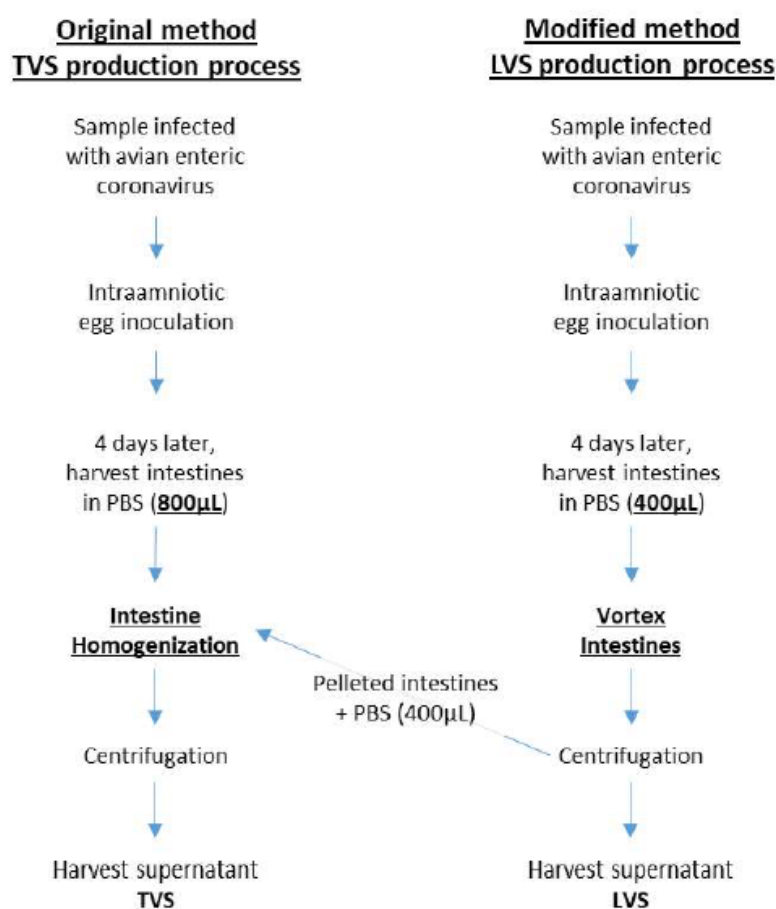 Original method
TVS production process
Sample infected
with avian enteric
coronavirus
Intraamniotic
egg inoculation
4 days later,
harvest intestines
in PBS (800µL)
Intestine
Homogenization
Centrifugation
Harvest supernatant
TVS
Pelleted intestines
+ PBS (400µL)
Modified method
LVS production process
Sample infected
with avian enteric
coronavirus
Intraamniotic
egg inoculation
4 days later,
harvest intestines
in PBS (400µL)
Vortex
Intestines
Centrifugation
Harvest supernatant
LVS